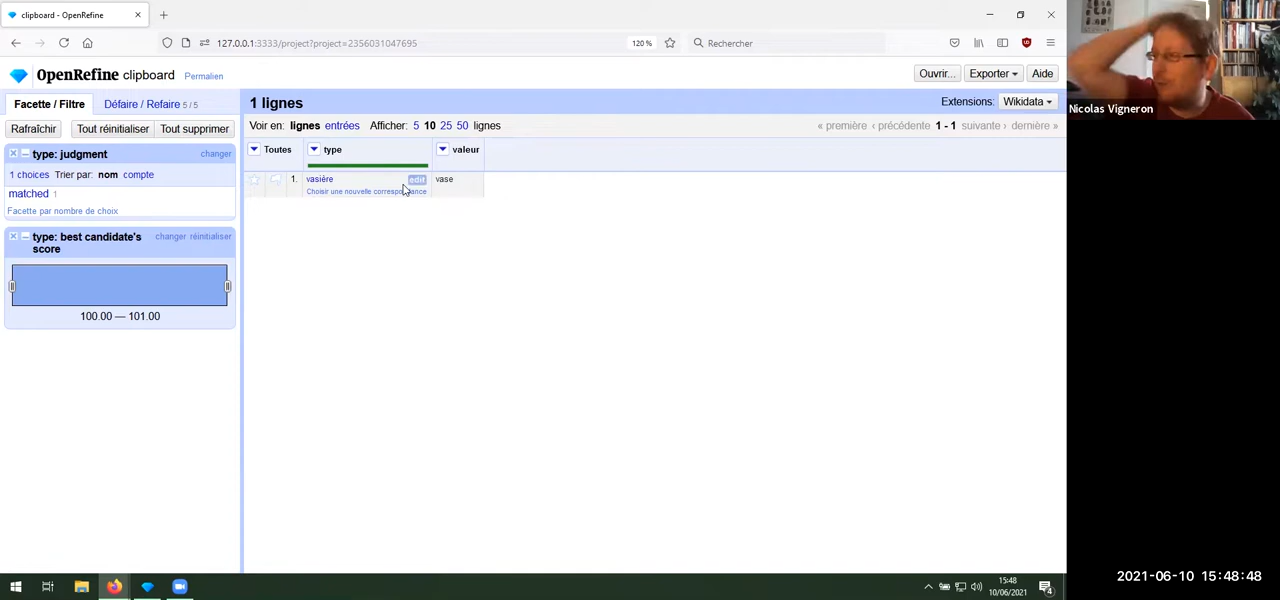 clipboard - OpenRefine
127.0.0.1:3333/project?project=2356031047695
120 %
Rechercher
OpenRefine clipboard Permalien
Ouvrir... Exporter Aide
Facette / Filtre Défaire / Refaire 5 / 5
1 lignes
Extensions: Wikidata
Rafraîchir Tout réinitialiser Tout supprimer
Voir en: lignes entrées Afficher: 5 10 25 50 lignes
« première ‹ précédente 1 - 1 suivante › dernière »
type: judgment changer
1 choices Trier par: nom compte
matched 1
Facette par nombre de choix
type: best candidate's score changer réinitialiser
100.00 — 101.00
Toutes type valeur
1. vasière edit vase
Choisir une nouvelle correspondance
Nicolas Vigneron
2021-06-10 15:48:48
15:48
10/06/2021
4